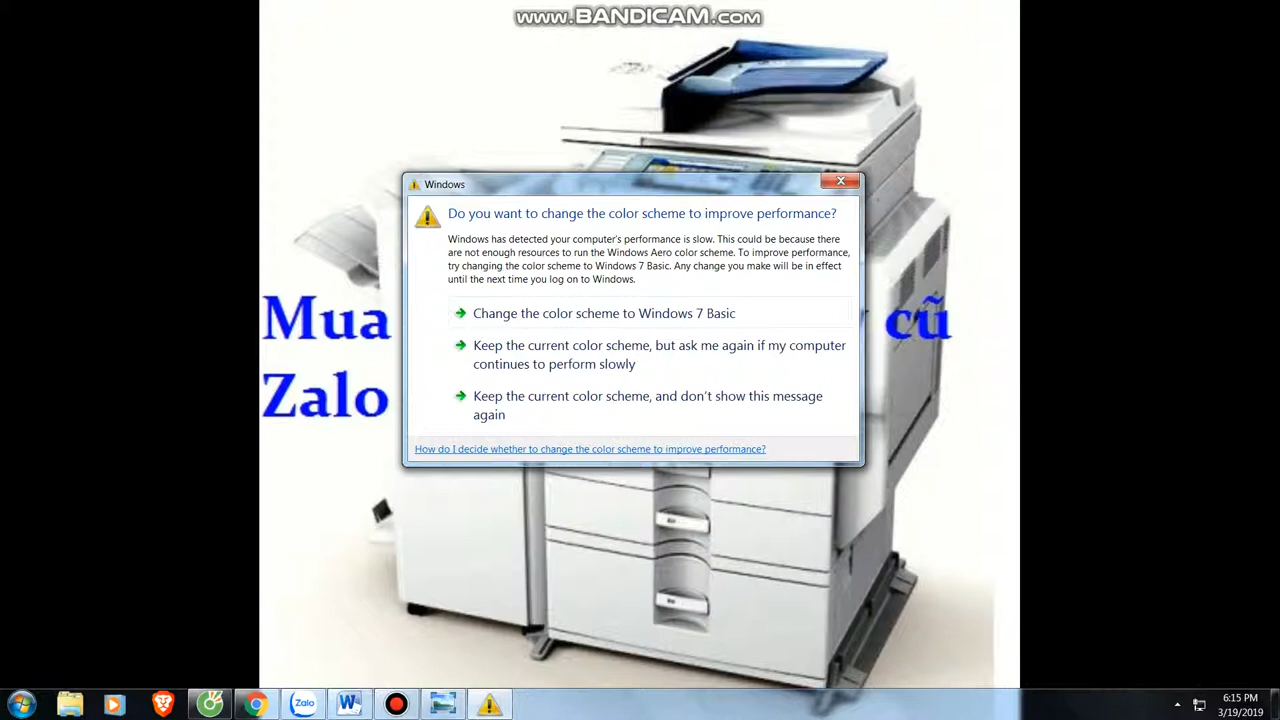 www.BANDICAM.com
Windows
Do you want to change the color scheme to improve performance?
Windows has detected your computer's performance is slow. This could be because there
are not enough resources to run the Windows Aero color scheme. To improve performance,
try changing the color scheme to Windows 7 Basic. Any change you make will be in effect
until the next time you log on to Windows.
Change the color scheme to Windows 7 Basic
Keep the current color scheme, but ask me again if my computer
continues to perform slowly
Keep the current color scheme, and don't show this message
again
How do I decide whether to change the color scheme to improve performance?
Mua cũ
Zalo
Zalo
W
6:15 PM
3/19/2019